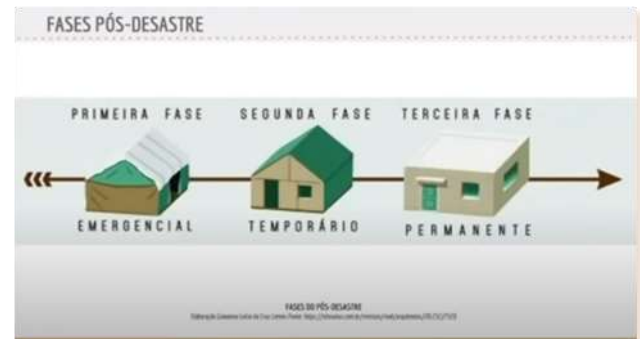 FASES PÓS-DESASTRE
PRIMEIRA FASE
SEGUNDA FASE
TERCEIRA FASE
EMERGENCIAL
TEMPORÁRIO
PERMANENTE
FASES DO PÓS-DESASTRE